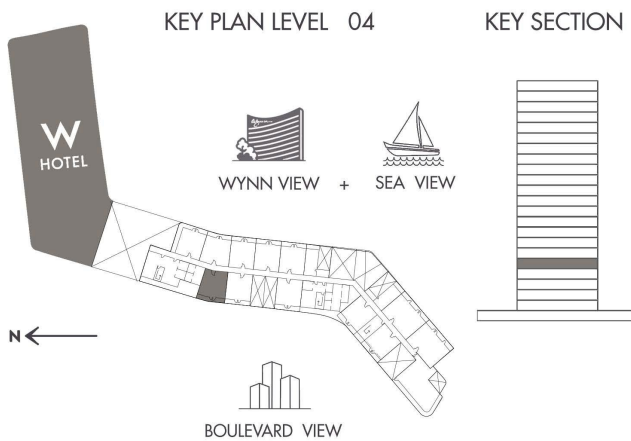 KEY PLAN LEVEL 04
KEY SECTION
W
HOTEL
WYNN VIEW + SEA VIEW
N
BOULEVARD VIEW